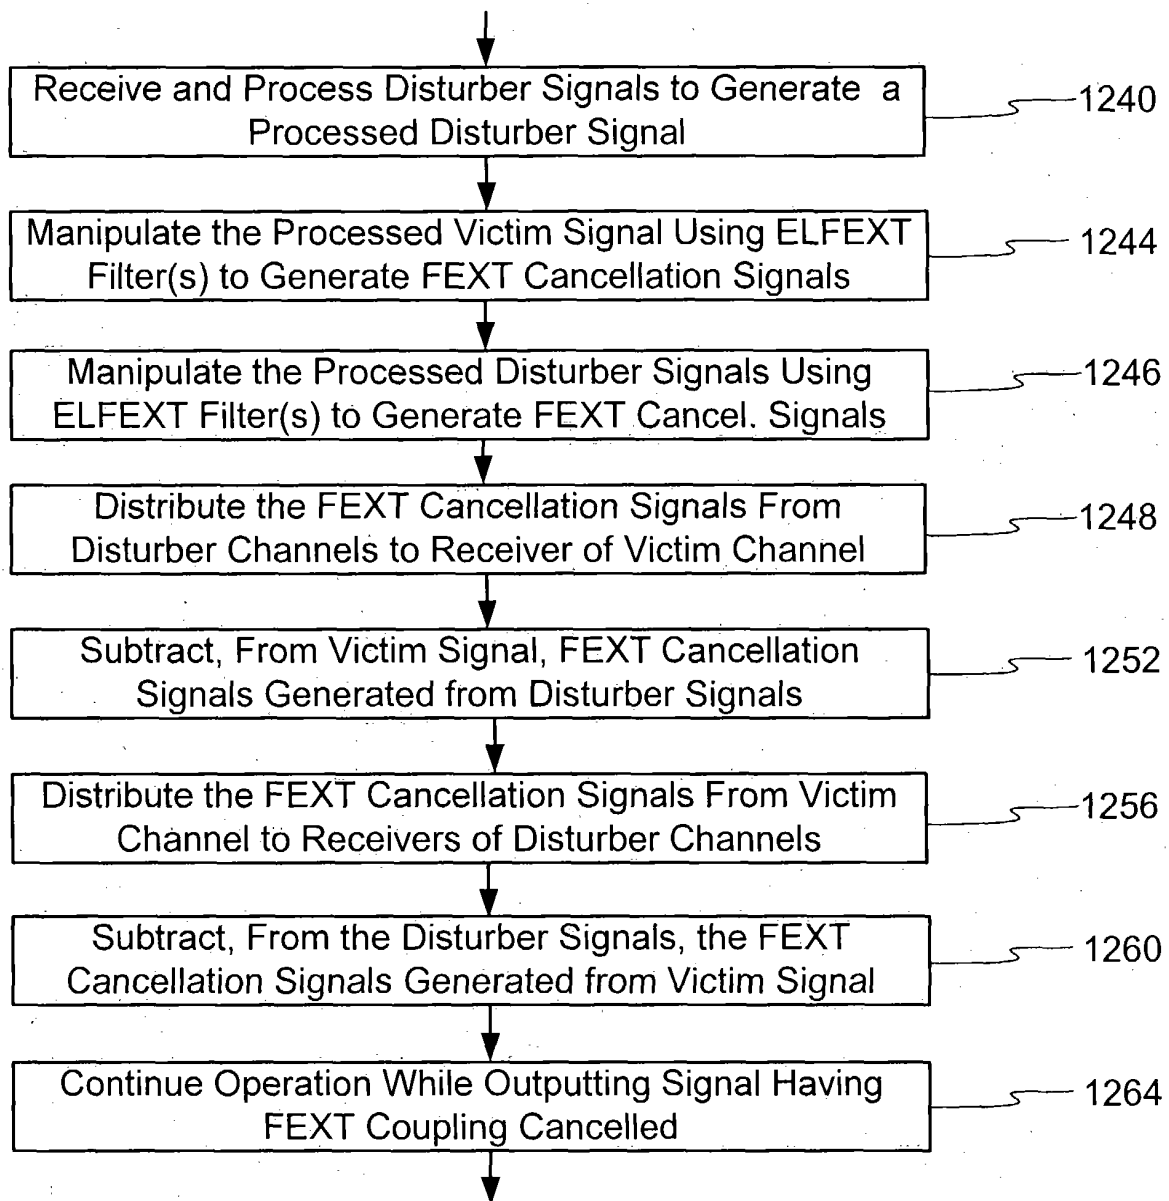 Receive and Process Disturber Signals to Generate a
Processed Disturber Signal
1240
Manipulate the Processed Victim Signal Using ELFEXT
Filter(s) to Generate FEXT Cancellation Signals
1244
Manipulate the Processed Disturber Signals Using
ELFEXT Filter(s) to Generate FEXT Cancel. Signals
1246
Distribute the FEXT Cancellation Signals From
Disturber Channels to Receiver of Victim Channel
1248
Subtract, From Victim Signal, FEXT Cancellation
Signals Generated from Disturber Signals
1252
Distribute the FEXT Cancellation Signals From Victim
Channel to Receivers of Disturber Channels
1256
Subtract, From the Disturber Signals, the FEXT
Cancellation Signals Generated from Victim Signal
1260
Continue Operation While Outputting Signal Having
FEXT Coupling Cancelled
1264